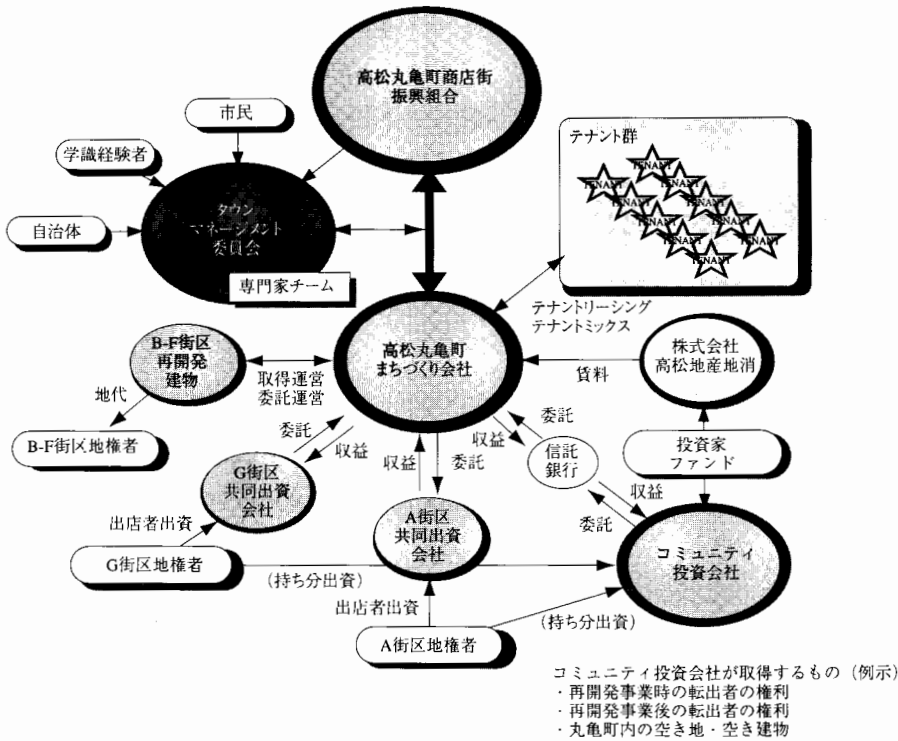 高松丸亀町商店街
振興組合
市民
学識経験者
自治体
タウン
マネージメント
委員会
専門家チーム
テナント群
TENANT
TENANT
TENANT
TENANT
TENANT
TENANT
TENANT
TENANT
TENANT
テナントリーシング
テナントミックス
高松丸亀町
まちづくり会社
B-F街区
再開発
建物
取得運営
委託運営
地代
B-F街区地権者
賃料
株式会社
高松地産地消
投資家
ファンド
委託
収益
G街区
共同出資
会社
収益
委託
A街区
共同出資
会社
収益
委託
信託
銀行
収益
委託
コミュニティ
投資会社
出店者出資
G街区地権者
(持ち分出資)
出店者出資
A街区地権者
(持ち分出資)
コミュニティ投資会社が取得するもの（例示）
・再開発事業時の転出者の権利
・再開発事業後の転出者の権利
・丸亀町内の空き地・空き建物